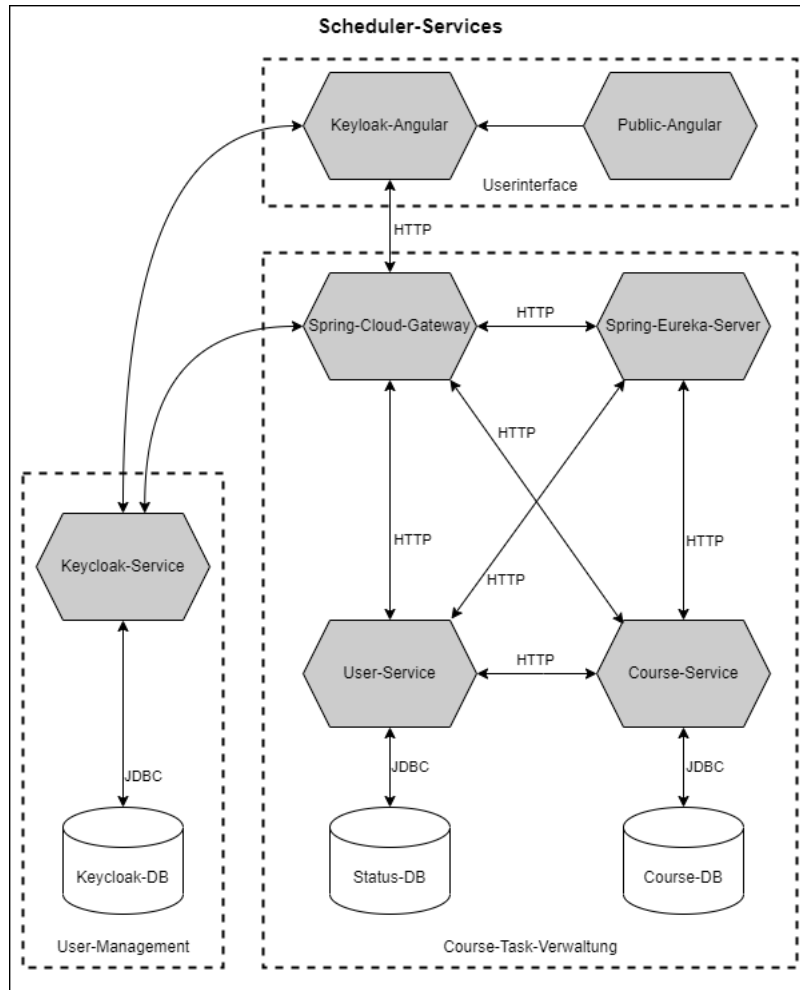 Scheduler-Services
Keyloak-Angular
Public-Angular
Userinterface
HTTP
Spring-Cloud-Gateway
HTTP
Spring-Eureka-Server
HTTP
Keycloak-Service
HTTP
HTTP
HTTP
User-Service
HTTP
Course-Service
JDBC
JDBC
JDBC
Keycloak-DB
Status-DB
Course-DB
User-Management
Course-Task-Verwaltung